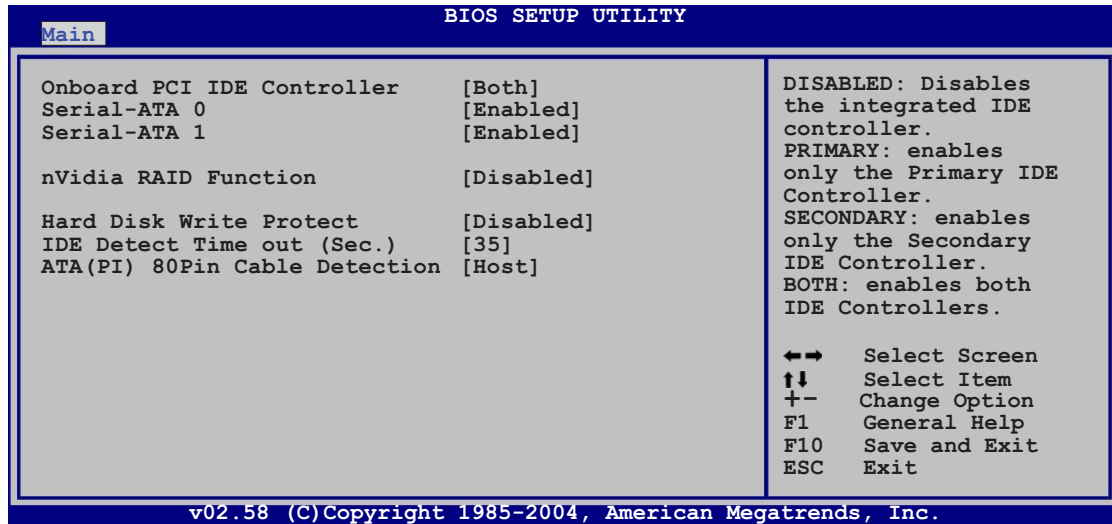 BIOS SETUP UTILITY
Main
Onboard PCI IDE Controller [Both]
Serial-ATA 0 [Enabled]
Serial-ATA 1 [Enabled]
nVidia RAID Function [Disabled]
Hard Disk Write Protect [Disabled]
IDE Detect Time out (Sec.) [35]
ATA(PI) 80Pin Cable Detection [Host]
DISABLED: Disables
the integrated IDE
controller.
PRIMARY: enables
only the Primary IDE
Controller.
SECONDARY: enables
only the Secondary
IDE Controller.
BOTH: enables both
IDE Controllers.
←→ Select Screen
↑↓ Select Item
+- Change Option
F1 General Help
F10 Save and Exit
ESC Exit
v02.58 (C)Copyright 1985-2004, American Megatrends, Inc.